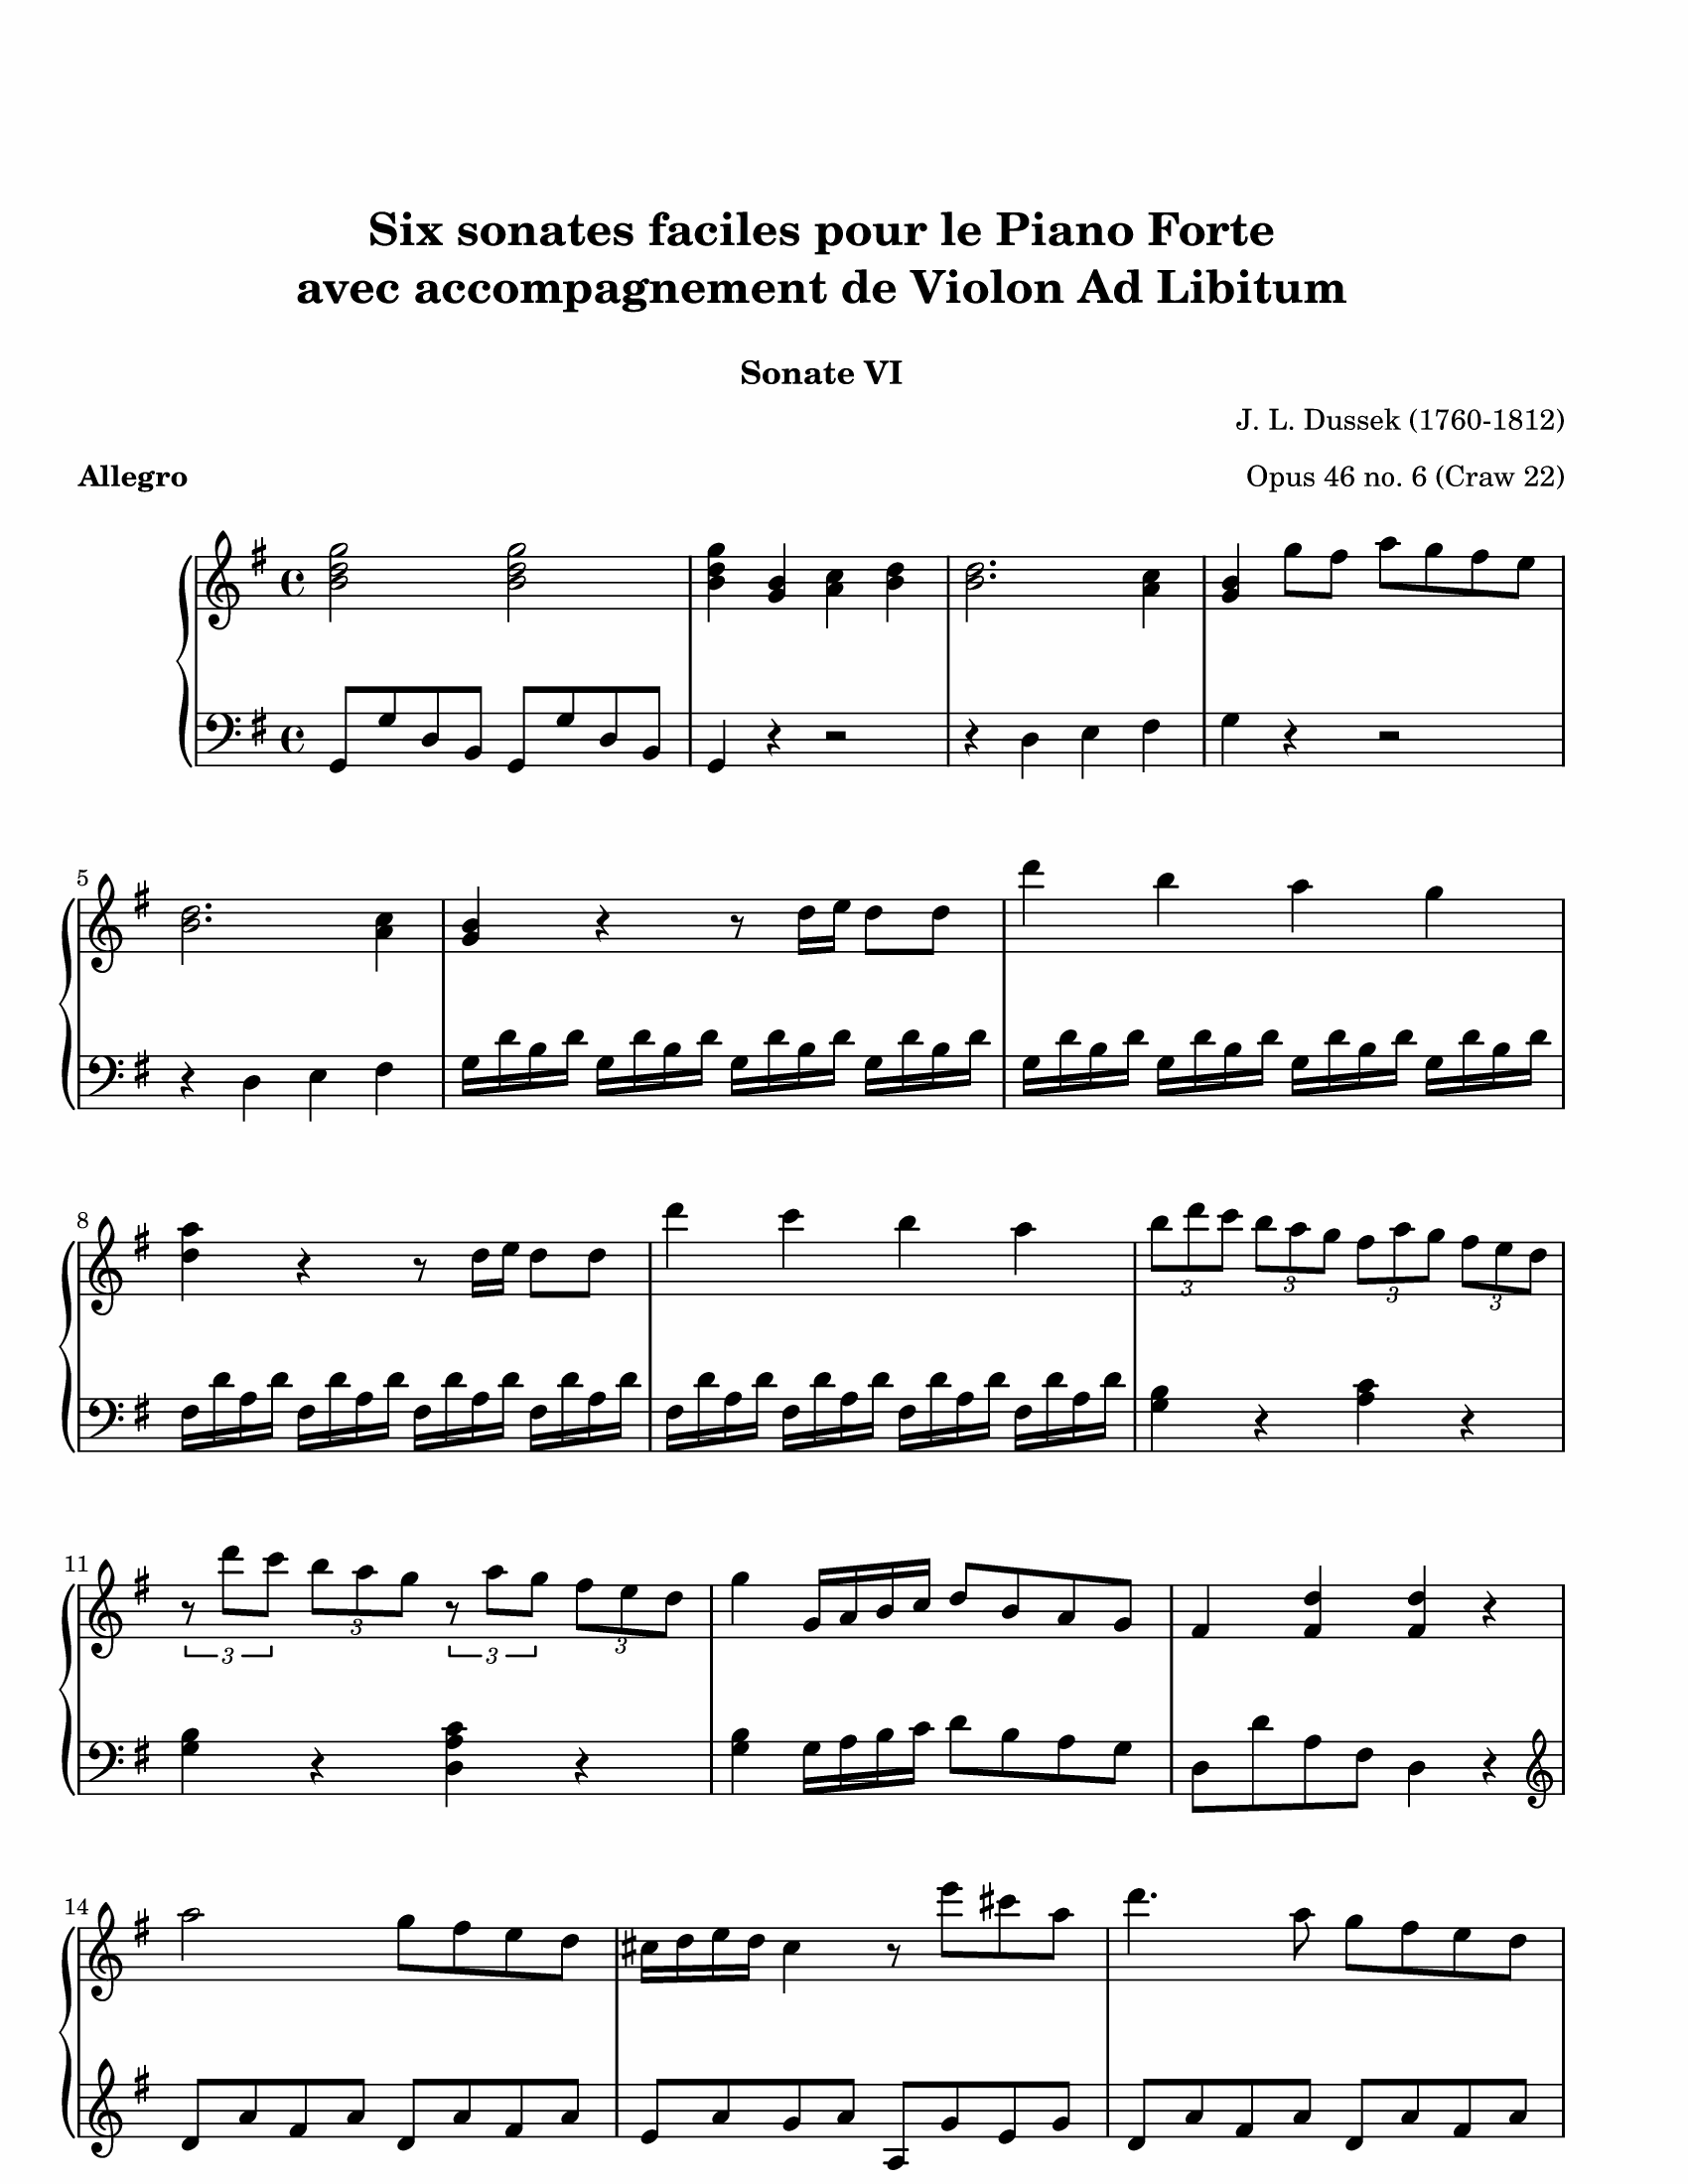 Six sonates faciles pour le Piano Forte
avec accompagnement de Violon Ad Libitum
Sonate VI
J. L. Dussek (1760-1812)
Allegro Opus 46 no. 6 (Craw 22)
5
8
3 3 3 3
11
3 3 3 3
14